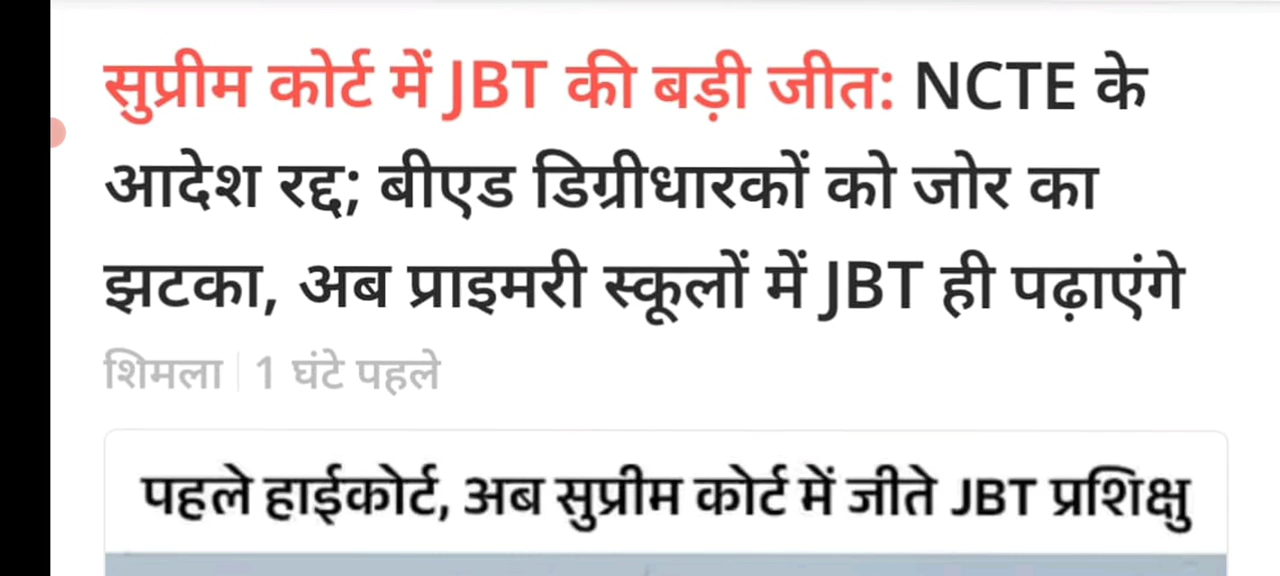 सुप्रीम कोर्ट में JBT की बड़ी जीत: NCTE के
आदेश रद्द; बीएड डिग्रीधारकों को जोर का
झटका, अब प्राइमरी स्कूलों में JBT ही पढ़ाएंगे
शिमला | 1 घंटे पहले
पहले हाईकोर्ट, अब सुप्रीम कोर्ट में जीते JBT प्रशिक्षु